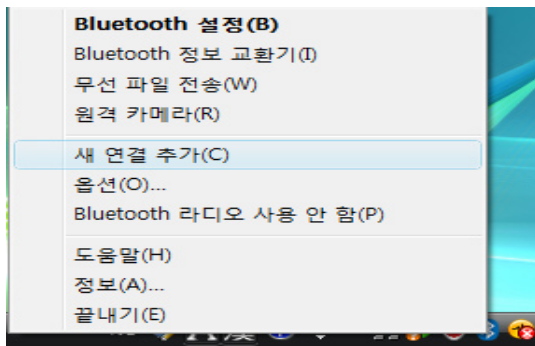 Bluetooth 설정(B)
Bluetooth 정보 교환기(I)
무선 파일 전송(W)
원격 카메라(R)
새 연결 추가(C)
옵션(O)...
Bluetooth 라디오 사용 안 함(P)
도움말(H)
정보(A)...
끝내기(E)